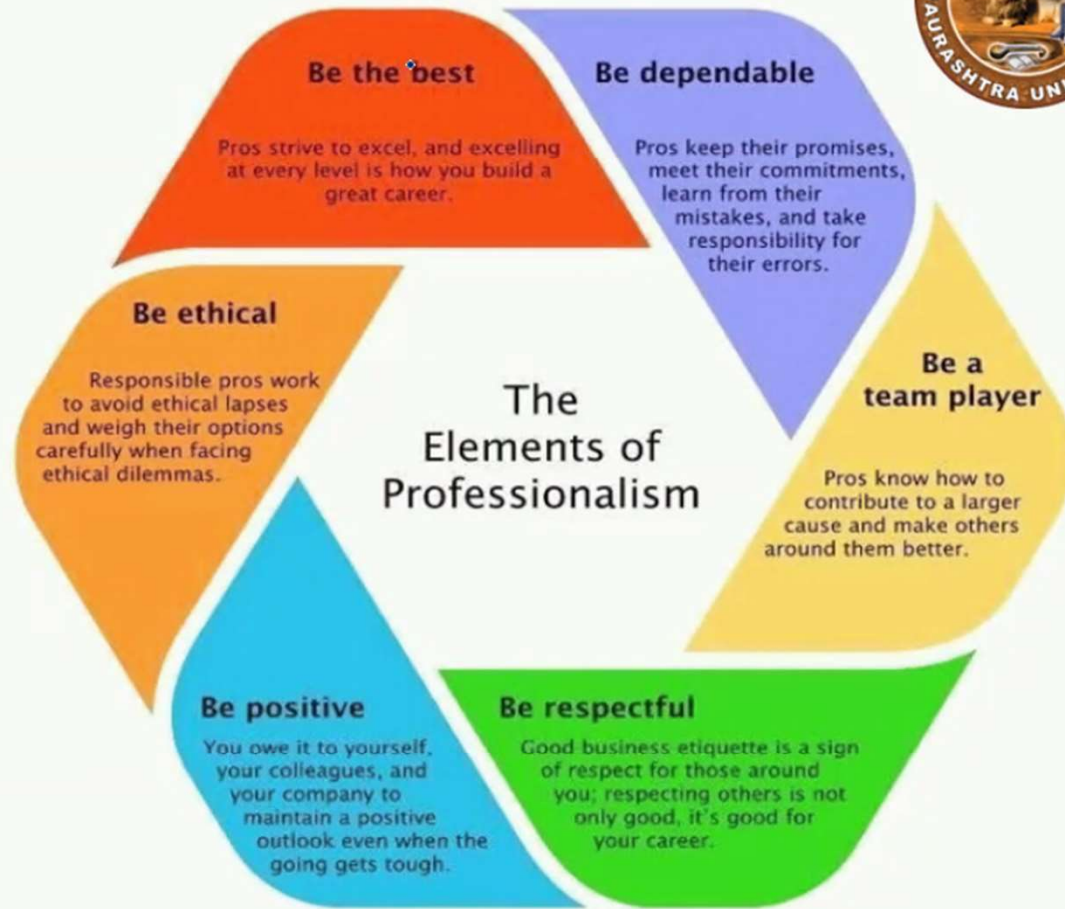 Be the best
Pros strive to excel, and excelling
at every level is how you build a
great career.
Be dependable
Pros keep their promises,
meet their commitments,
learn from their
mistakes, and take
responsibility for
their errors.
Be a
team player
Pros know how to
contribute to a larger
cause and make others
around them better.
Be respectful
Good business etiquette is a sign
of respect for those around
you; respecting others is not
only good, it's good for
your career.
Be positive
You owe it to yourself,
your colleagues, and
your company to
maintain a positive
outlook even when the
going gets tough.
Be ethical
Responsible pros work
to avoid ethical lapses
and weigh their options
carefully when facing
ethical dilemmas.
The
Elements of
Professionalism
AURASHTRA UNI